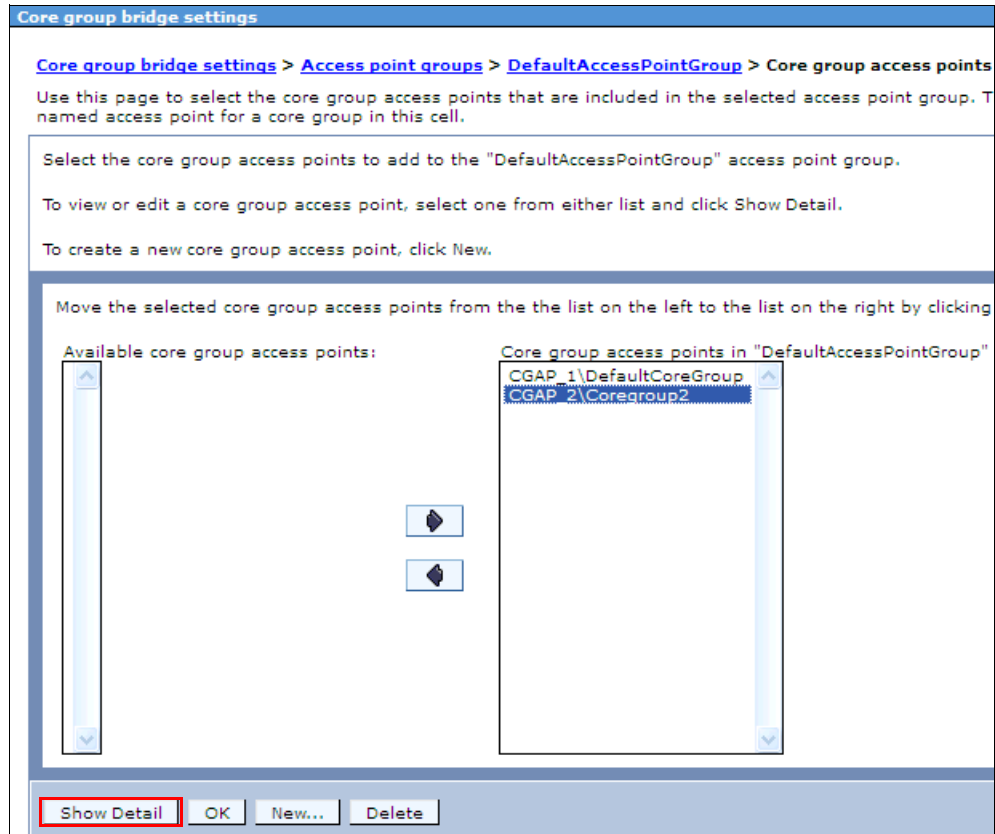 Core group bridge settings
Core group bridge settings > Access point groups > DefaultAccessPointGroup > Core group access points
Use this page to select the core group access points that are included in the selected access point group. T
named access point for a core group in this cell.
Select the core group access points to add to the "DefaultAccessPointGroup" access point group.
To view or edit a core group access point, select one from either list and click Show Detail.
To create a new core group access point, click New.
Move the selected core group access points from the the list on the left to the list on the right by clicking
Available core group access points:
Core group access points in "DefaultAccessPointGroup"
CGAP_1\DefaultCoreGroup
CGAP_2\Coregroup2
Show Detail
OK
New...
Delete